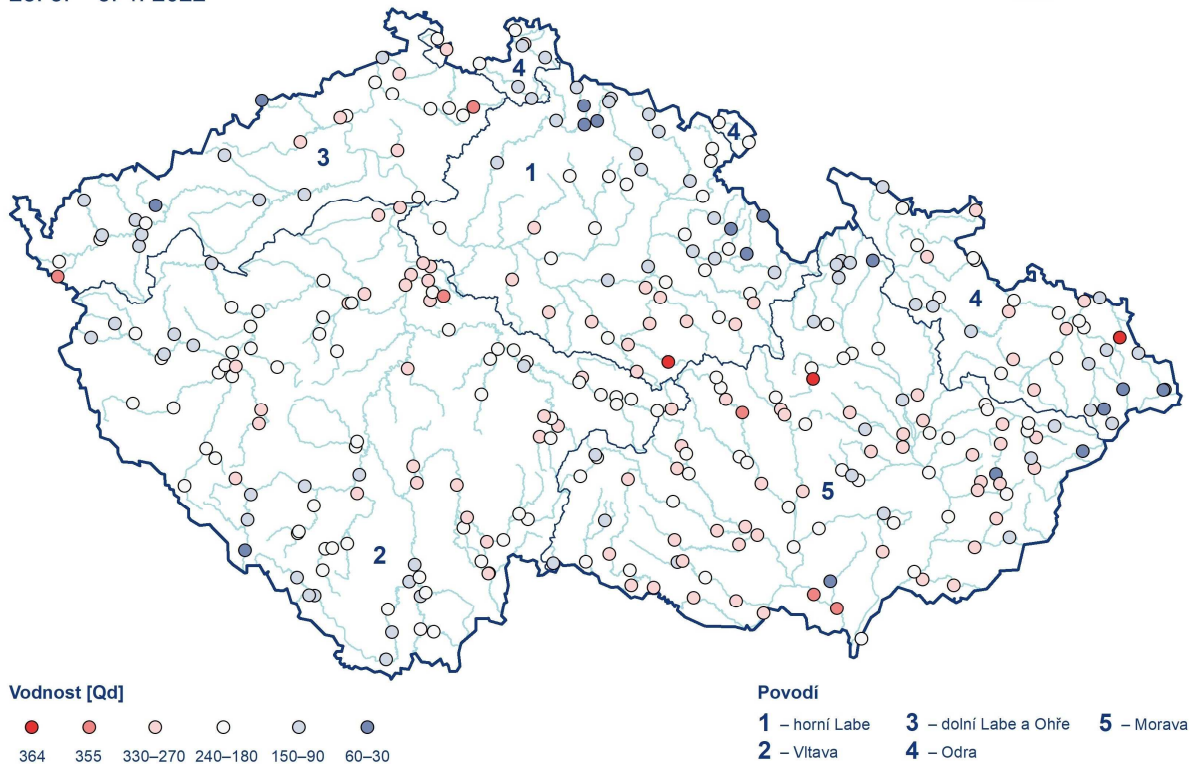 4
4
1
3
4
5
2
Vodnost [Qd]
364 355 330–270 240–180 150–90 60–30
Povodí
1 – horní Labe 3 – dolní Labe a Ohře 5 – Morava
2 – Vltava 4 – Odra